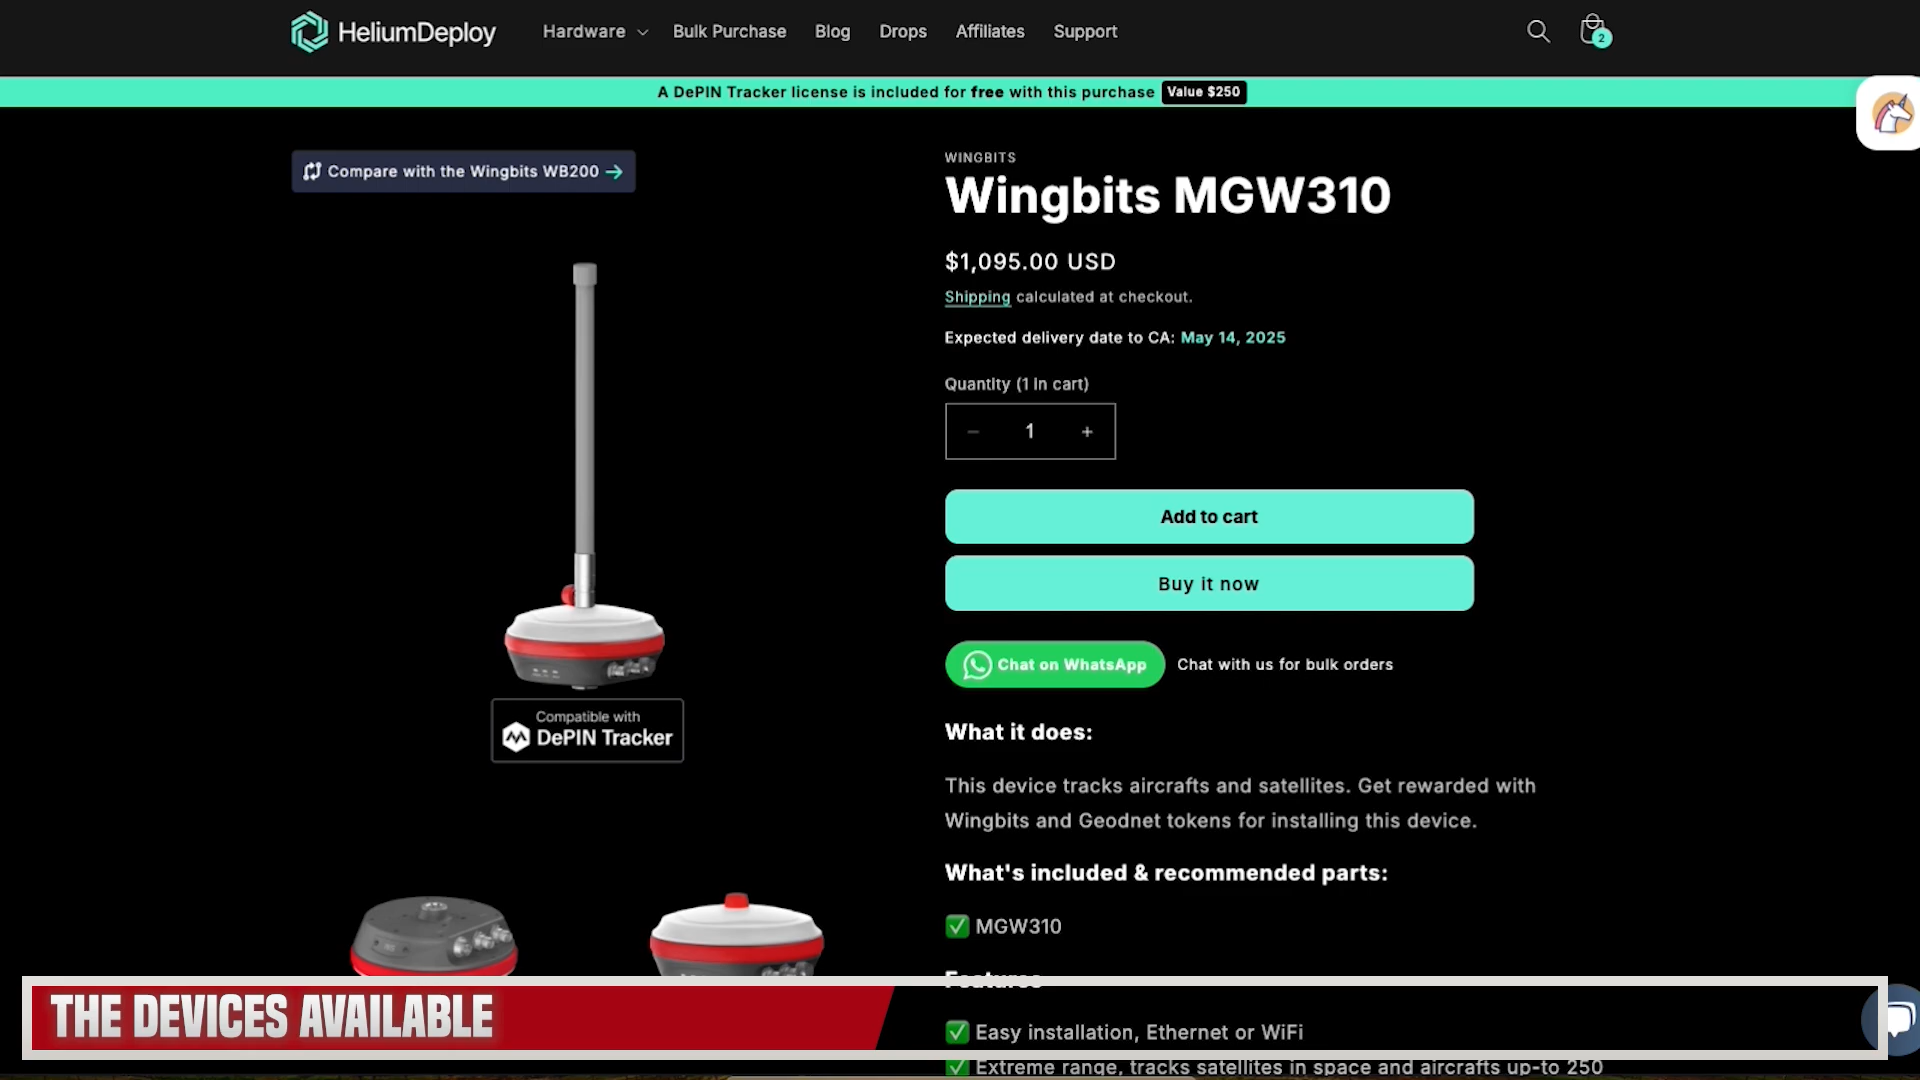 HeliumDeploy
Hardware
Bulk Purchase
Blog
Drops
Affiliates
Support
2
A DePIN Tracker license is included for free with this purchase
Value $250
Compare with the Wingbits WB200
WINGBITS
Wingbits MGW310
$1,095.00 USD
Shipping calculated at checkout.
Expected delivery date to CA: May 14, 2025
Quantity (1 in cart)
− 1 +
Add to cart
Buy it now
Chat on WhatsApp
Chat with us for bulk orders
Compatible with
DePIN Tracker
What it does:
This device tracks aircrafts and satellites. Get rewarded with
Wingbits and Geodnet tokens for installing this device.
What's included & recommended parts:
✅ MGW310
Features
✅ Easy installation, Ethernet or WiFi
✅ Extreme range, tracks satellites in space and aircrafts up-to 250
THE DEVICES AVAILABLE